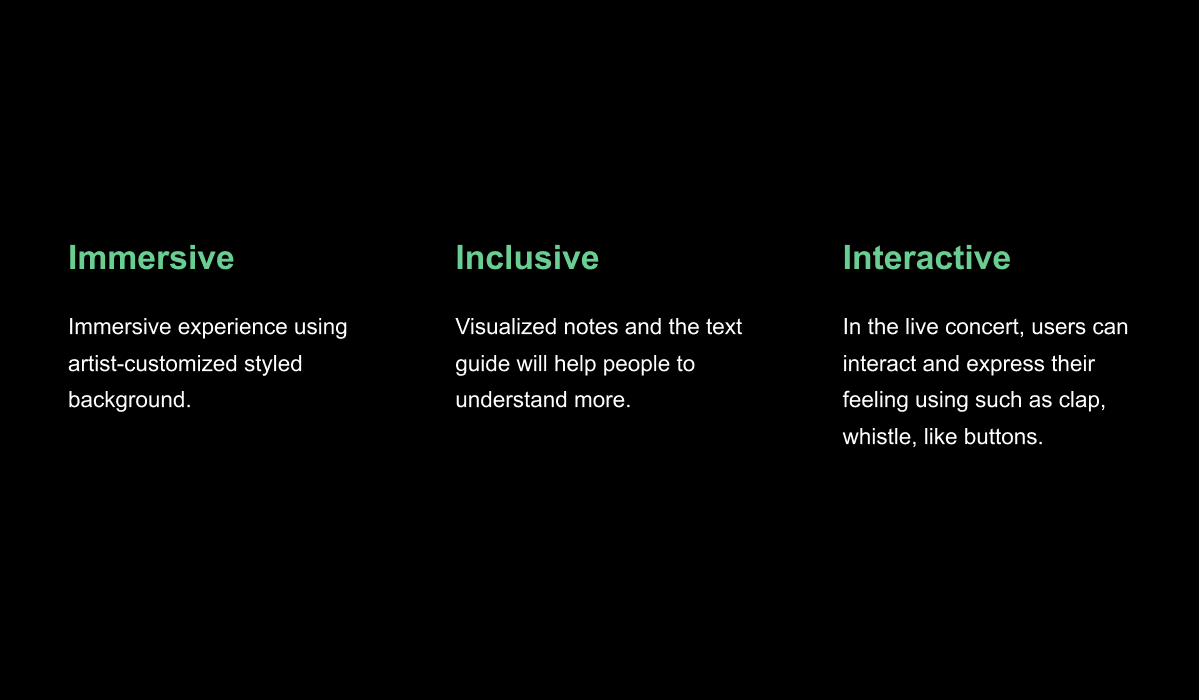 Immersive
Immersive experience using
artist-customized styled
background.
Inclusive
Visualized notes and the text
guide will help people to
understand more.
Interactive
In the live concert, users can
interact and express their
feeling using such as clap,
whistle, like buttons.